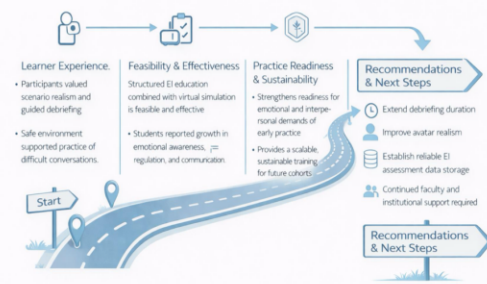 Learner Experience.
• Participants valued
scenario realism and
guided debriefing
• Safe environment
supported practice of
difficult conversations.
Feasibility & Effectiveness
Structured EI education
combined with virtual simulation
is feasible and effective
• Students reported growth in
emotional awareness,
regulation, and communication.
Practice Readiness
& Sustainability
• Strengthens readiness for
emotional and interpe-
rsonal demands of
early practice
• Provides a scalable,
sustainable training
for future cohorts
Recommendations
& Next Steps
Extend debriefing duration
Improve avatar realism
Establish reliable EI
assessment data storage
Continued faculty and
institutional support required
Start
Recommendations
& Next Steps